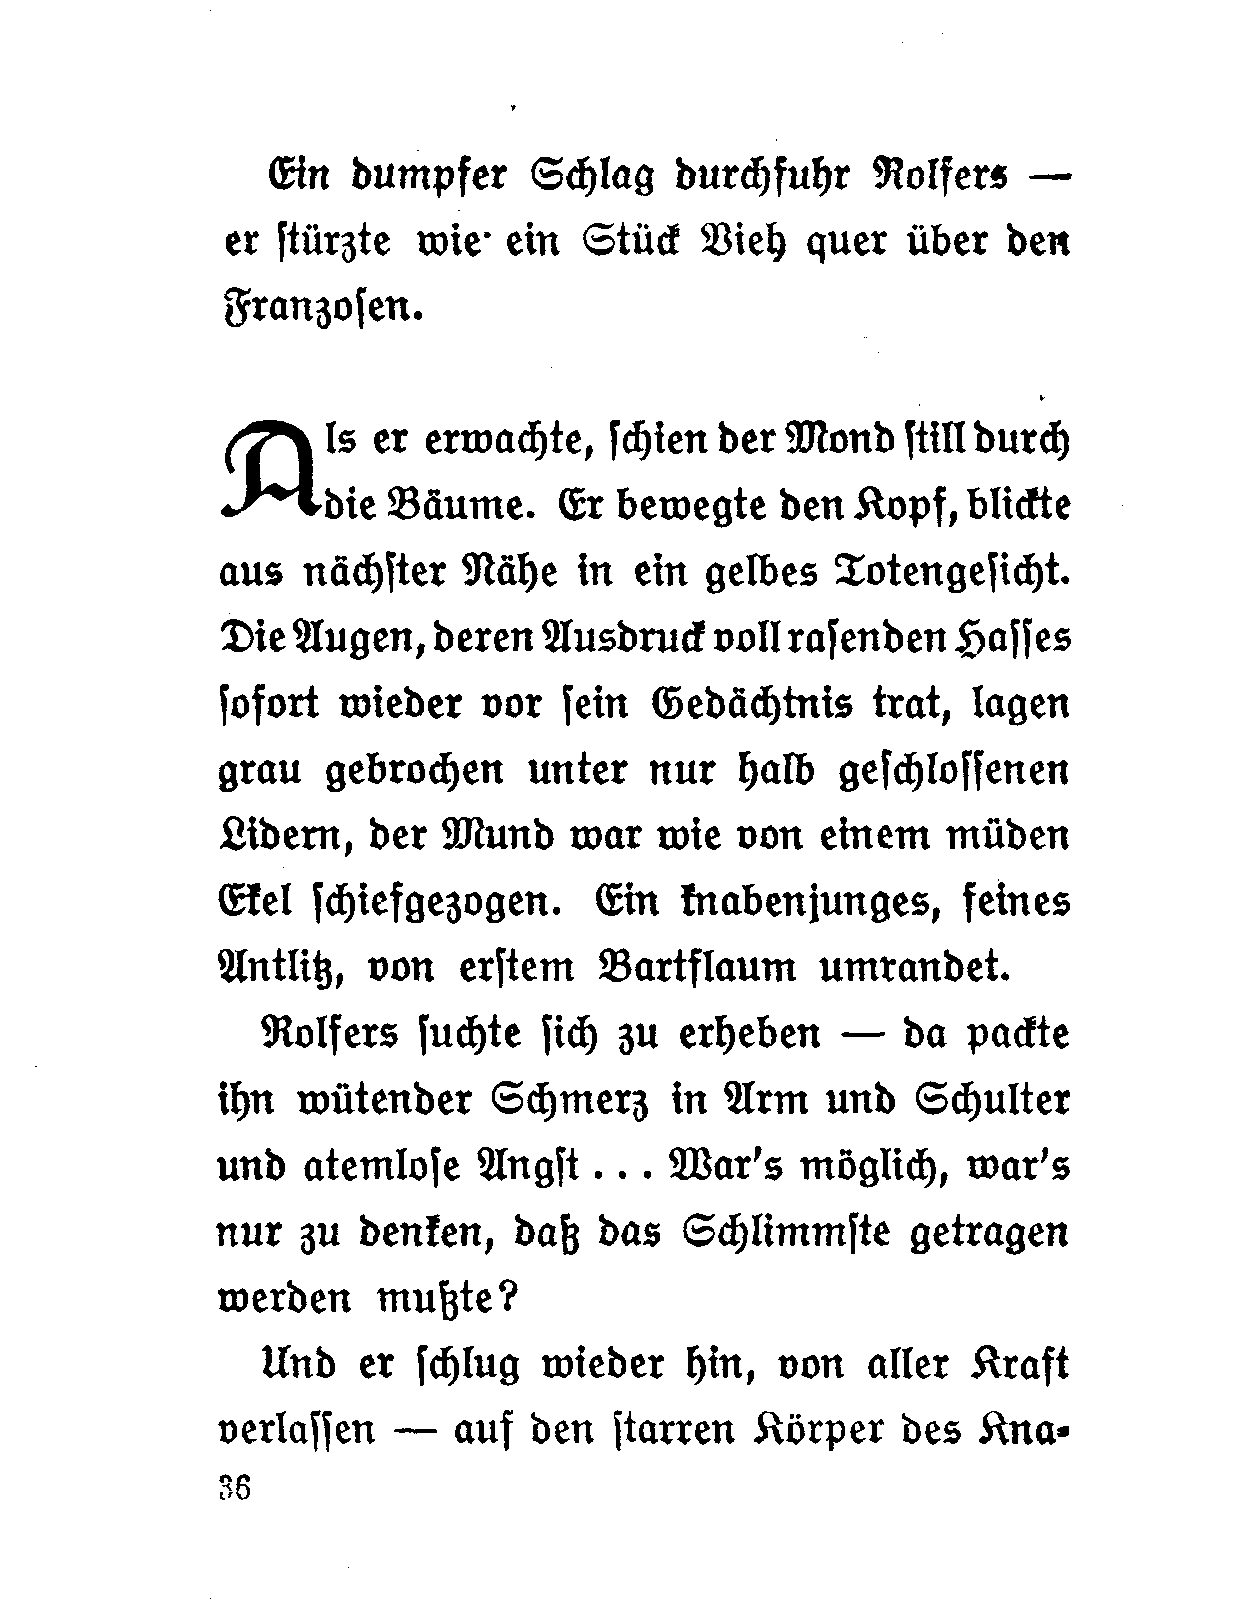 Ein dumpfer Schlag durchfuhr Rolfers —
er ſtürzte wie ein Stück Vieh quer über den
Franzoſen.
Als er erwachte, ſchien der Mond ſtill durch
die Bäume. Er bewegte den Kopf, blickte
aus nächſter Nähe in ein gelbes Totengeſicht.
Die Augen, deren Ausdruck voll raſenden Haſſes
ſofort wieder vor ſein Gedächtnis trat, lagen
grau gebrochen unter nur halb geſchloſſenen
Lidern, der Mund war wie von einem müden
Ekel ſchiefgezogen. Ein knabenjunges, feines
Antlitz, von erſtem Bartflaum umrandet.
Rolfers ſuchte ſich zu erheben — da packte
ihn wütender Schmerz in Arm und Schulter
und atemloſe Angſt . . . War's möglich, war's
nur zu denken, daß das Schlimmſte getragen
werden mußte?
Und er ſchlug wieder hin, von aller Kraft
verlaſſen — auf den ſtarren Körper des Kna-
36